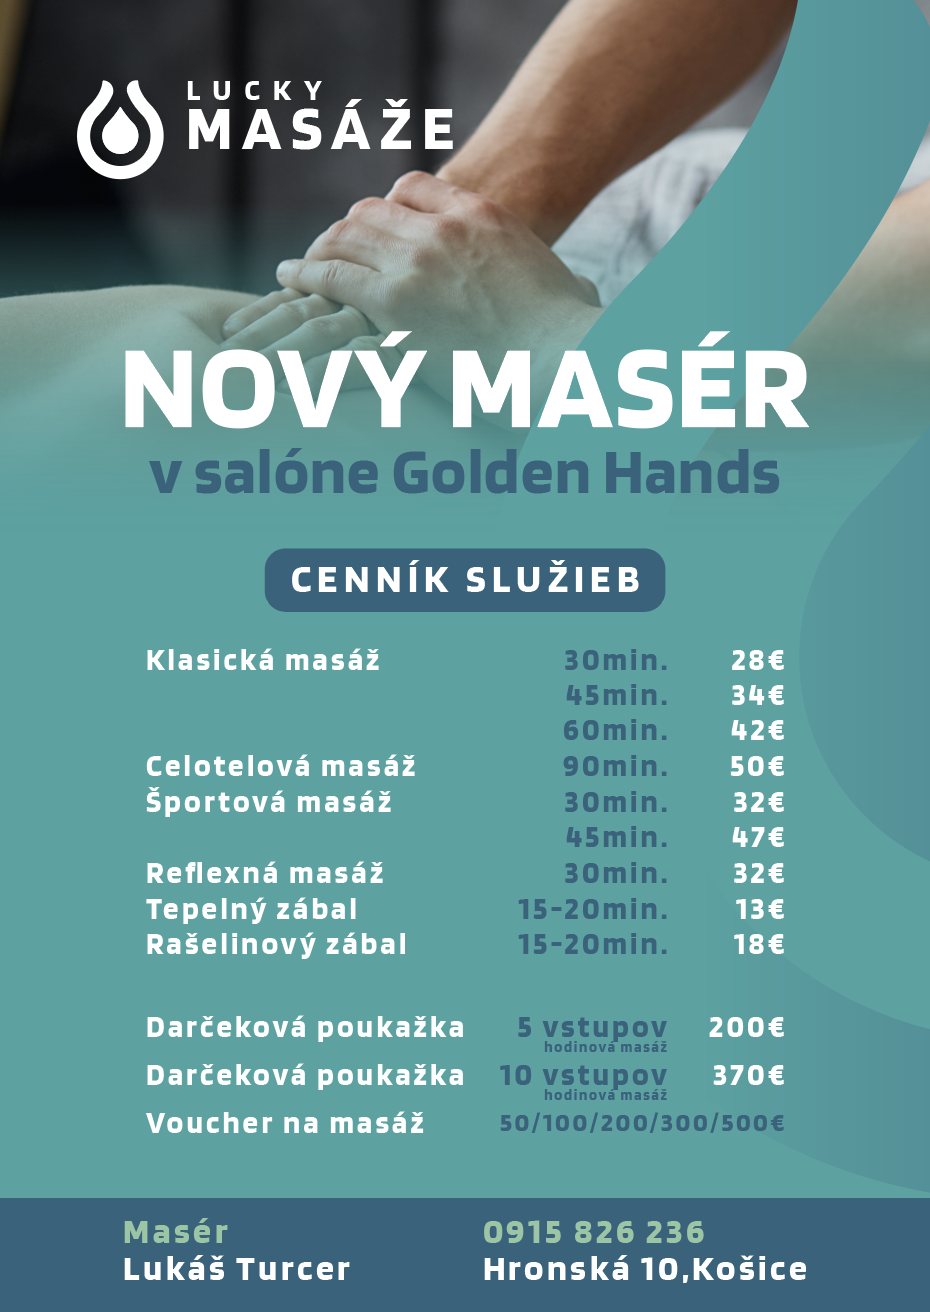 LUCKY
MASÁŽE
NOVÝ MASÉR
v salóne Golden Hands
CENNÍK SLUŽIEB
Klasická masáž 30min. 28€
45min. 34€
60min. 42€
Celotelová masáž 90min. 50€
Športová masáž 30min. 32€
45min. 47€
Reflexná masáž 30min. 32€
Tepelný zábal 15-20min. 13€
Rašelinový zábal 15-20min. 18€
Darčeková poukažka 5 vstupov 200€
hodinová masáž
Darčeková poukažka 10 vstupov 370€
hodinová masáž
Voucher na masáž 50/100/200/300/500€
Masér 0915 826 236
Lukáš Turcer Hronská 10,Košice